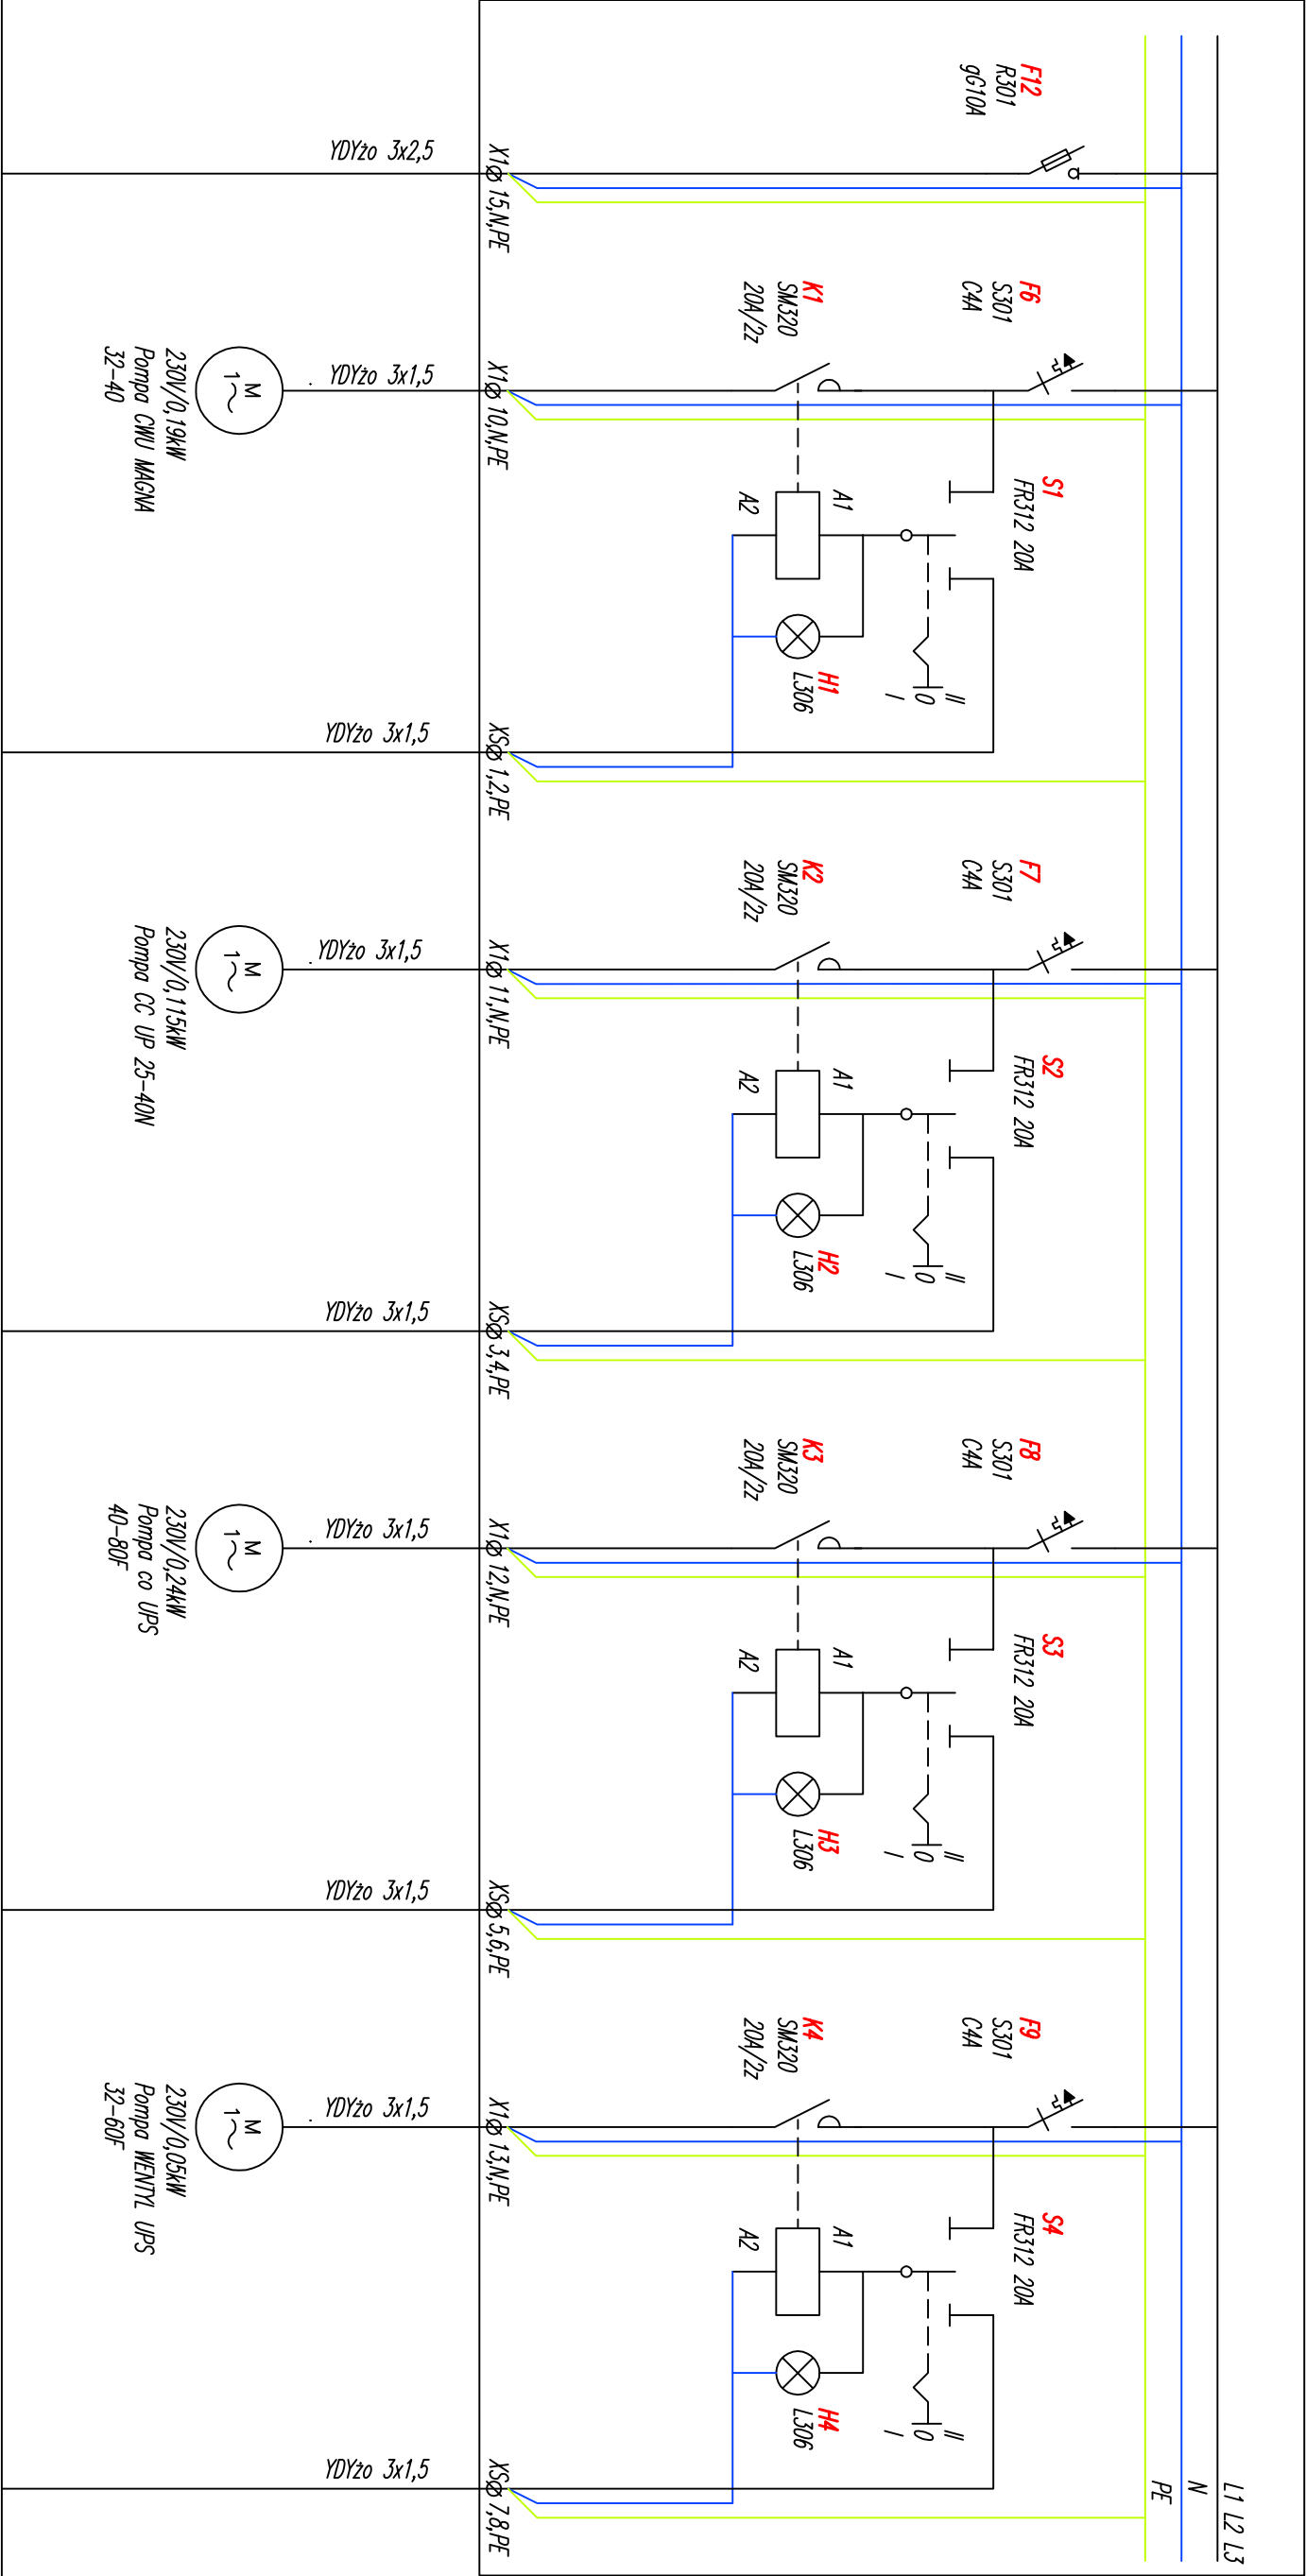 L1 L2 L3
N
PE
F12
R301
gG10A
YDYżo 3x2,5
X1 15,N,PE
F6
S301
C4A
K1
SM320
20A/2z
S1
FR312 20A
A1
A2
H1
L306
II
0
I
X1 10,N,PE
YDYżo 3x1,5
M
1~
230V/0,19kW
Pompa CWU MAGNA
32-40
XS 1,2,PE
YDYżo 3x1,5
F7
S301
C4A
K2
SM320
20A/2z
S2
FR312 20A
A1
A2
H2
L306
II
0
I
X1 11,N,PE
YDYżo 3x1,5
M
1~
230V/0,115kW
Pompa CC UP 25-40N
XS 3,4,PE
YDYżo 3x1,5
F8
S301
C4A
K3
SM320
20A/2z
S3
FR312 20A
A1
A2
H3
L306
II
0
I
X1 12,N,PE
YDYżo 3x1,5
M
1~
230V/0,24kW
Pompa co UPS
40-80F
XS 5,6,PE
YDYżo 3x1,5
F9
S301
C4A
K4
SM320
20A/2z
S4
FR312 20A
A1
A2
H4
L306
II
0
I
X1 13,N,PE
YDYżo 3x1,5
M
1~
230V/0,05kW
Pompa WENTYL UPS
32-60F
XS 7,8,PE
YDYżo 3x1,5